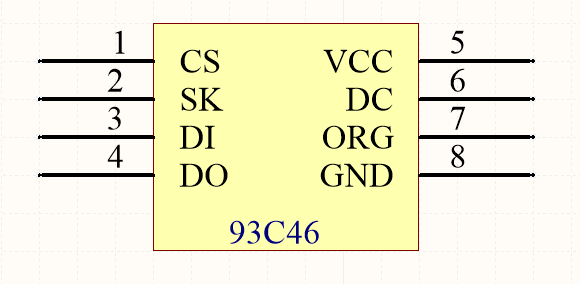 1 CS VCC 5
2 SK DC 6
3 DI ORG 7
4 DO GND 8
93C46